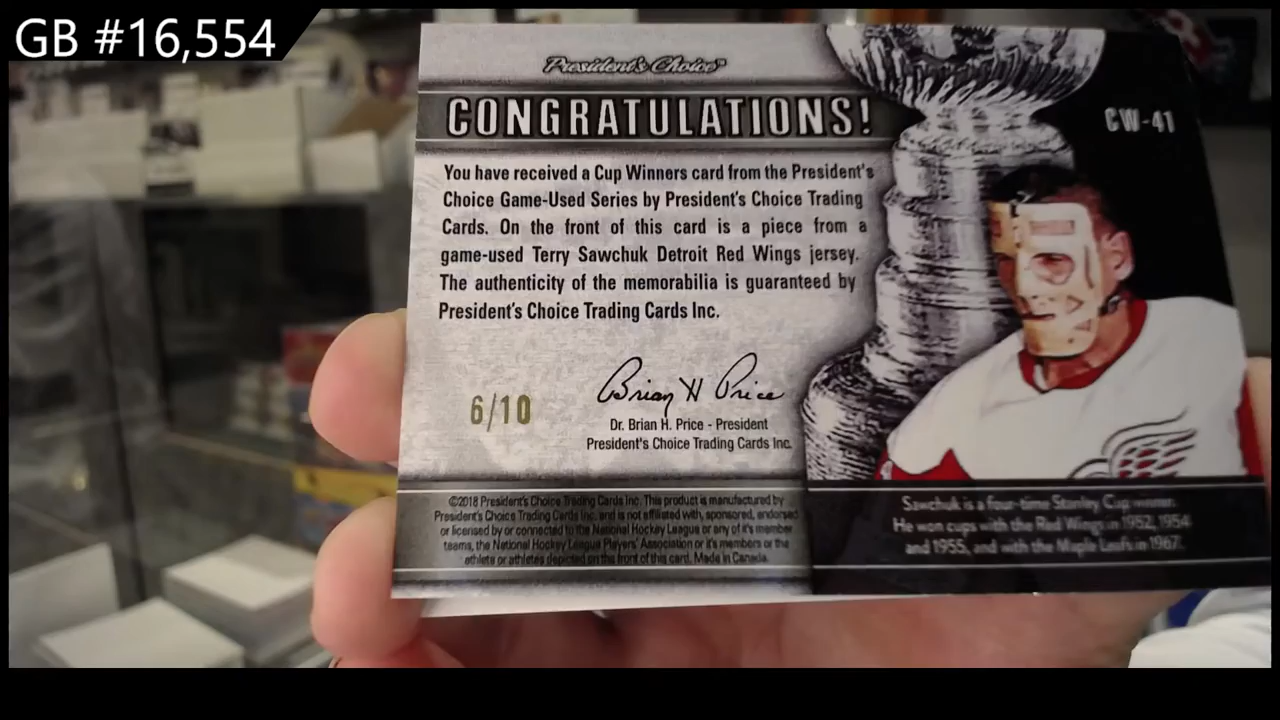 GB #16,554
President's Choice™
CONGRATULATIONS!
CW-41
You have received a Cup Winners card from the President's
Choice Game-Used Series by President's Choice Trading
Cards. On the front of this card is a piece from a
game-used Terry Sawchuk Detroit Red Wings jersey.
The authenticity of the memorabilia is guaranteed by
President's Choice Trading Cards Inc.
6/10
Brian H Price
Dr. Brian H. Price - President
President's Choice Trading Cards Inc.
©2018 President's Choice Trading Cards Inc. This product is manufactured by
President's Choice Trading Cards Inc. and is not affiliated with, sponsored, endorsed
or licensed by or connected to the National Hockey League or any of it's member
teams, the National Hockey League Players' Association or it's members or the
athlete or athletes depicted on the front of this card. Made in Canada.
Sawchuk is a four-time Stanley Cup winner.
He won cups with the Red Wings in 1952, 1954
and 1955, and with the Maple Leafs in 1967.